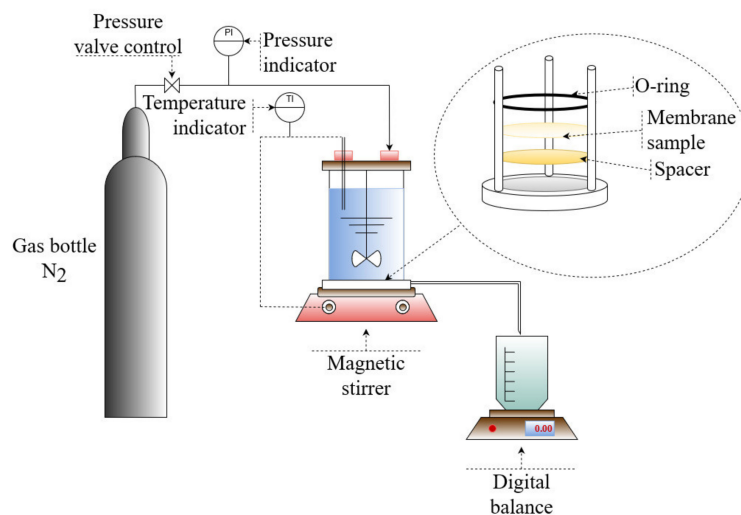 Pressure
valve control
PI
Pressure
indicator
Temperature
indicator
TI
O-ring
Membrane
sample
Spacer
Gas bottle
N2
Magnetic
stirrer
0.00
Digital
balance